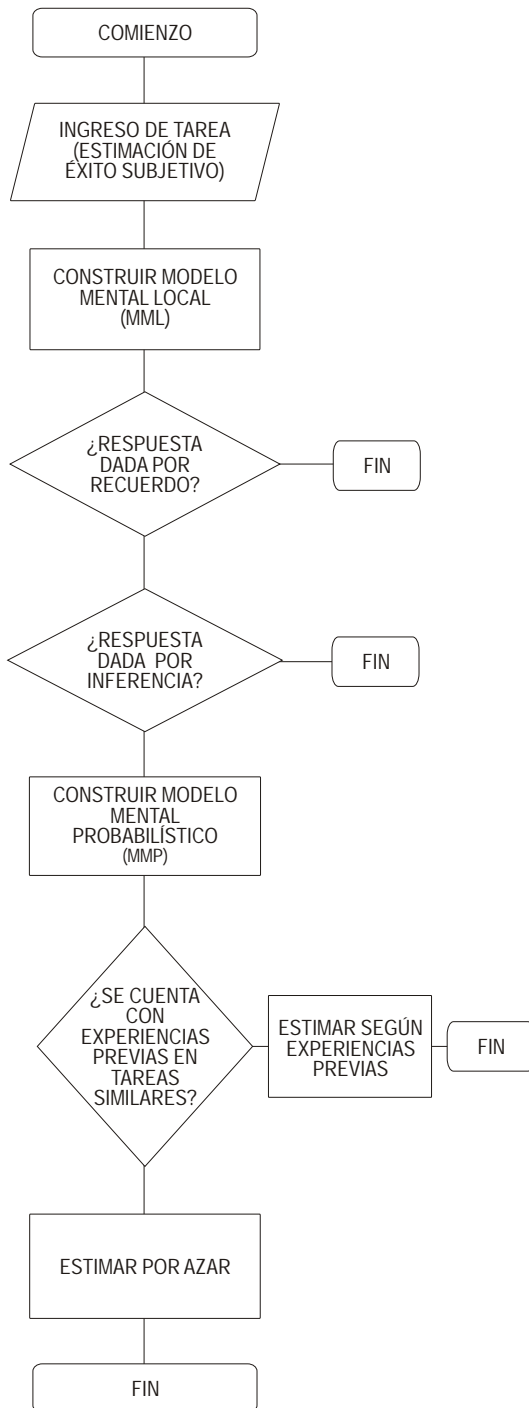 COMIENZO
INGRESO DE TAREA
(ESTIMACIÓN DE
ÉXITO SUBJETIVO)
CONSTRUIR MODELO
MENTAL LOCAL
(MML)
¿RESPUESTA
DADA POR
RECUERDO?
FIN
¿RESPUESTA
DADA POR
INFERENCIA?
FIN
CONSTRUIR MODELO
MENTAL
PROBABILÍSTICO
(MMP)
¿SE CUENTA
CON
EXPERIENCIAS
PREVIAS EN
TAREAS
SIMILARES?
ESTIMAR SEGÚN
EXPERIENCIAS
PREVIAS
FIN
ESTIMAR POR AZAR
FIN